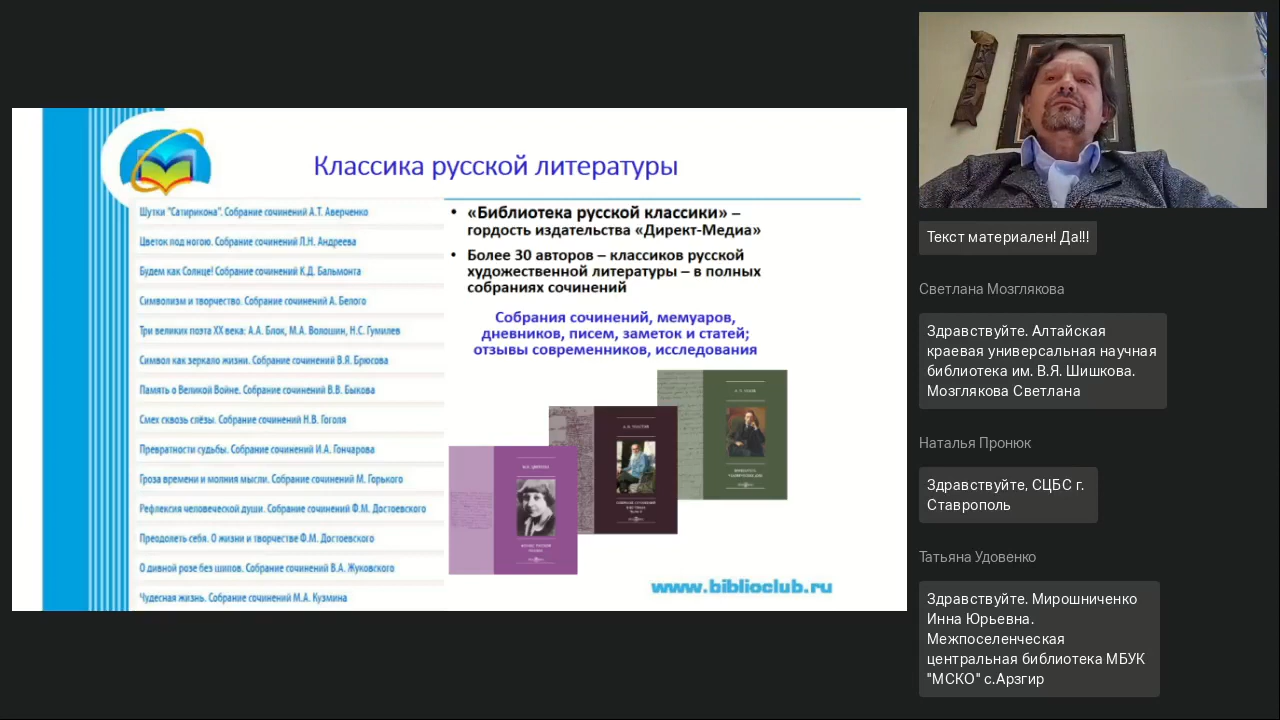 Классика русской литературы
Шутки "Сатирикона". Собрание сочинений А.Т. Аверченко
Цветок под ногою. Собрание сочинений Л.Н. Андреева
Будем как Солнце! Собрание сочинений К.Д. Бальмонта
Символизм и творчество. Собрание сочинений А. Белого
Три великих поэта XX века: А.А. Блок, М.А. Волошин, Н.С. Гумилев
Символ как зеркало жизни. Собрание сочинений В.Я. Брюсова
Память о Великой Войне. Собрание сочинений В.В. Быкова
Смех сквозь слёзы. Собрание сочинений Н.В. Гоголя
Превратности судьбы. Собрание сочинений И.А. Гончарова
Гроза времени и молния мысли. Собрание сочинений М. Горького
Рефлексия человеческой души. Собрание сочинений Ф.М. Достоевского
Преодолеть себя. О жизни и творчестве Ф.М. Достоевского
О дивной розе без шипов. Собрание сочинений В.А. Жуковского
Чудесная жизнь. Собрание сочинений М.А. Кузмина
• «Библиотека русской классики» –
гордость издательства «Директ-Медиа»
• Более 30 авторов – классиков русской
художественной литературы – в полных
собраниях сочинений
Собрания сочинений, мемуаров,
дневников, писем, заметок и статей;
отзывы современников, исследования
www.biblioclub.ru
Текст материален! Да!!!
Светлана Мозглякова
Здравствуйте. Алтайская
краевая универсальная научная
библиотека им. В.Я. Шишкова.
Мозглякова Светлана
Наталья Пронюк
Здравствуйте, СЦБС г.
Ставрополь
Татьяна Удовенко
Здравствуйте. Мирошниченко
Инна Юрьевна.
Межпоселенческая
центральная библиотека МБУК
"МСКО" с.Арзгир